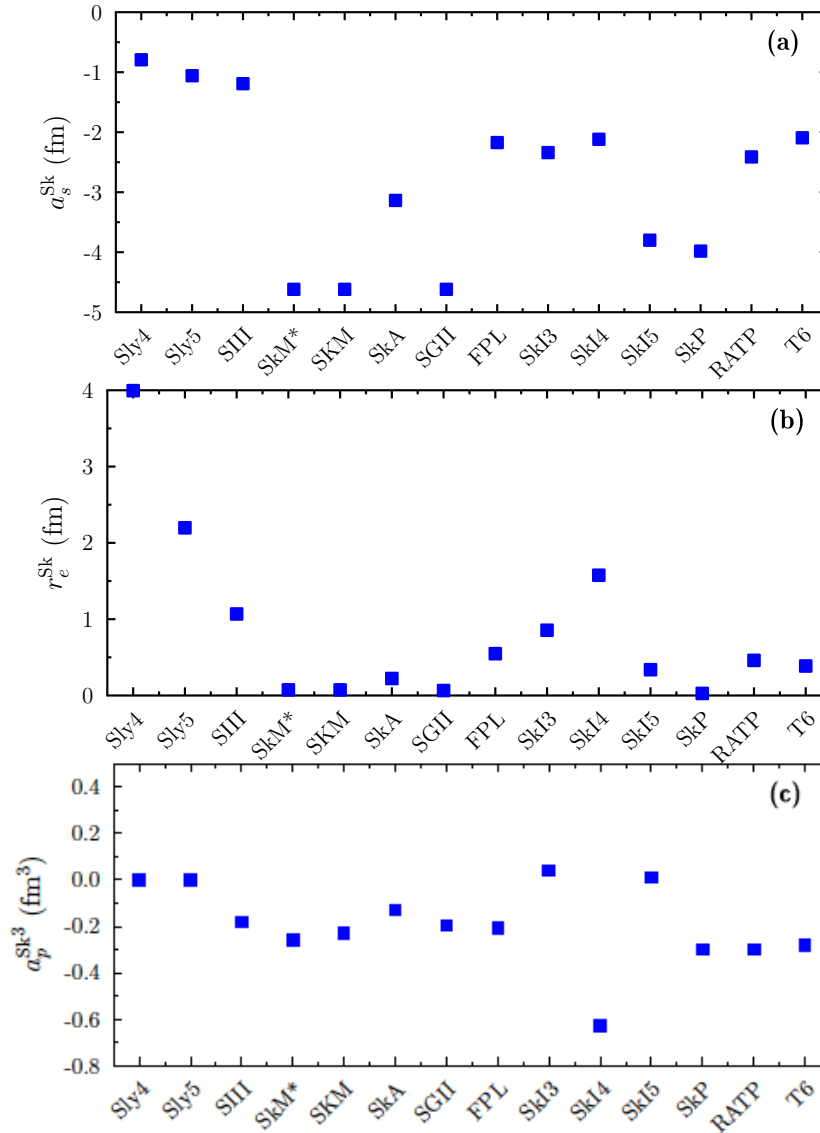 (a)
a_s^Sk (fm)
0
-1
-2
-3
-4
-5
Sly4 Sly5 SIII SkM* SKM SkA SGII FPL SkI3 SkI4 SkI5 SkP RATP T6
(b)
r_e^Sk (fm)
4
3
2
1
0
Sly4 Sly5 SIII SkM* SKM SkA SGII FPL SkI3 SkI4 SkI5 SkP RATP T6
(c)
a_p^Sk³ (fm³)
0.4
0.2
0.0
-0.2
-0.4
-0.6
-0.8
Sly4 Sly5 SIII SkM* SKM SkA SGII FPL SkI3 SkI4 SkI5 SkP RATP T6